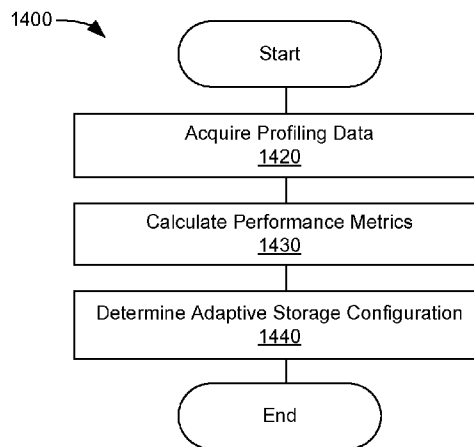 1400
Start
Acquire Profiling Data
1420
Calculate Performance Metrics
1430
Determine Adaptive Storage Configuration
1440
End